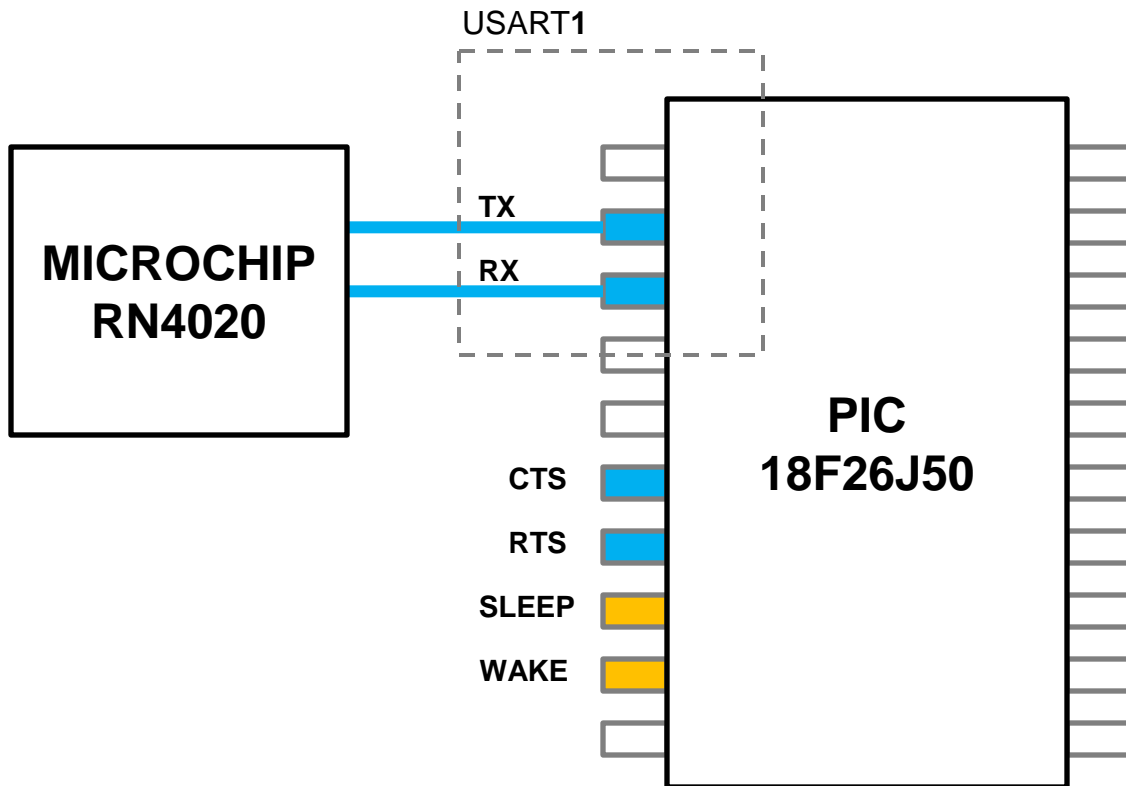 USART1
TX
RX
MICROCHIP
RN4020
PIC
18F26J50
CTS
RTS
SLEEP
WAKE